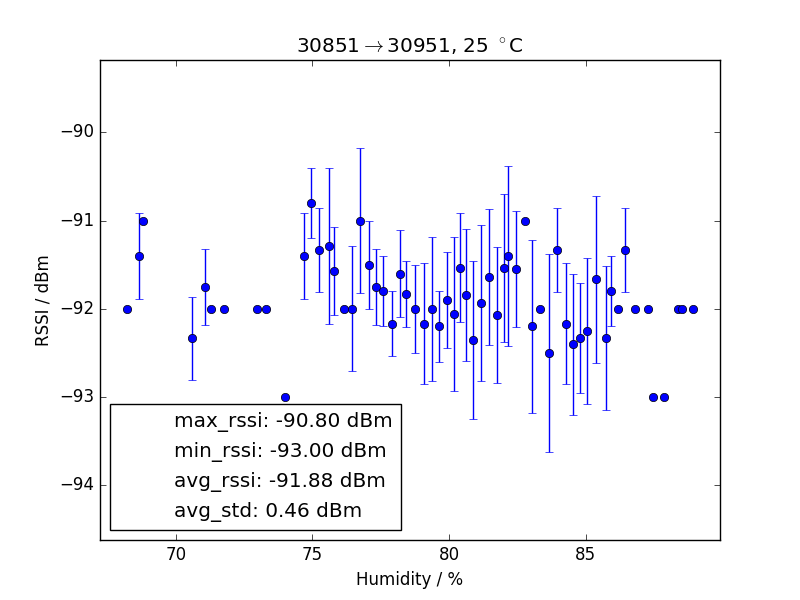 30851→30951, 25 °C
−90
−91
−92
−93
−94
RSSI / dBm
max_rssi: -90.80 dBm
min_rssi: -93.00 dBm
avg_rssi: -91.88 dBm
avg_std: 0.46 dBm
70 75 80 85
Humidity / %